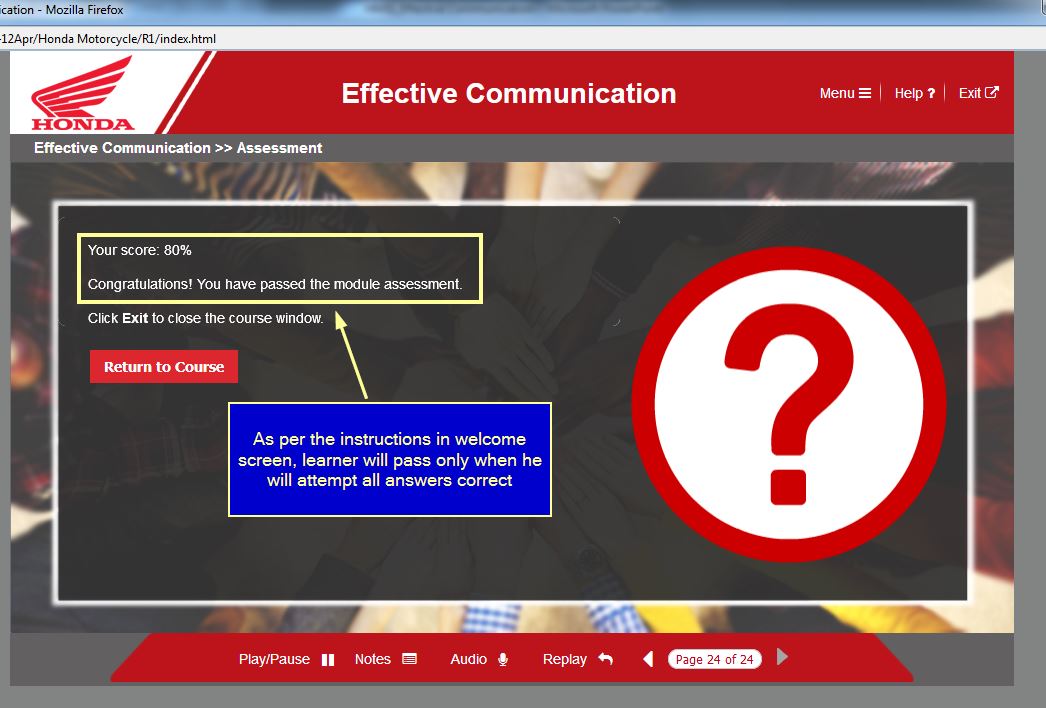 ication - Mozilla Firefox
-12Apr/Honda Motorcycle/R1/index.html
HONDA
Effective Communication
Menu
Help ?
Exit
Effective Communication >> Assessment
Your score: 80%
Congratulations! You have passed the module assessment.
Click Exit to close the course window.
Return to Course
As per the instructions in welcome
screen, learner will pass only when he
will attempt all answers correct
?
Play/Pause
Notes
Audio
Replay
Page 24 of 24